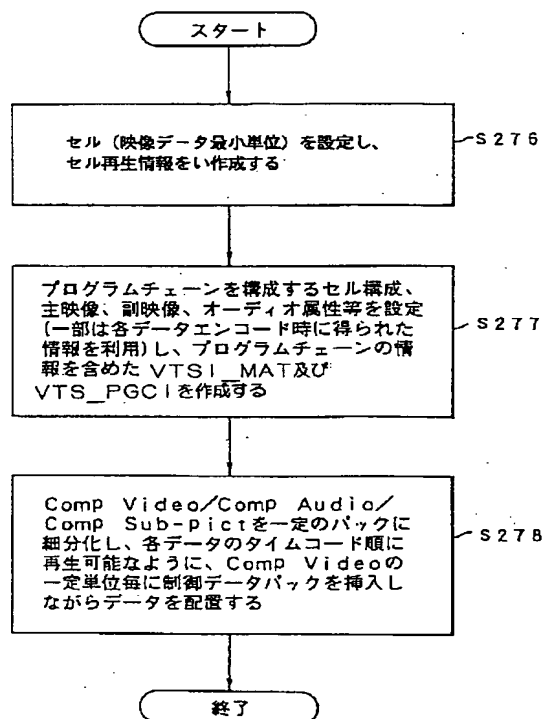 スタート
セル(映像データ最小単位)を設定し、
セル再生情報をい作成する
S276
プログラムチェーンを構成するセル構成、
主映像、副映像、オーディオ属性等を設定
(一部は各データエンコード時に得られた
情報を利用)し、プログラムチェーンの情
報を含めたVTSI_MAT及び
VTS_PGCIを作成する
S277
Comp Video/Comp Audio/
Comp Sub-pictを一定のパックに
細分化し、各データのタイムコード順に
再生可能なように、Comp Videoの
一定単位毎に制御データパックを挿入し
ながらデータを配置する
S278
終了